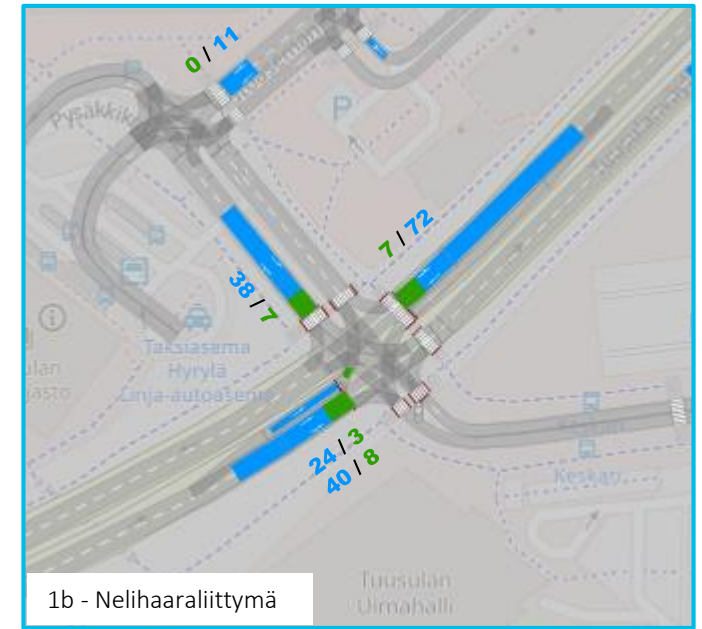 0 / 11
Pysäkki
P
7 / 72
38 / 7
Taksiasema
Hyrylä
Linja-autoasema
24 / 3
40 / 8
Keskan
Tuusulan
Uimahalli
1b - Nelihaaraliittymä